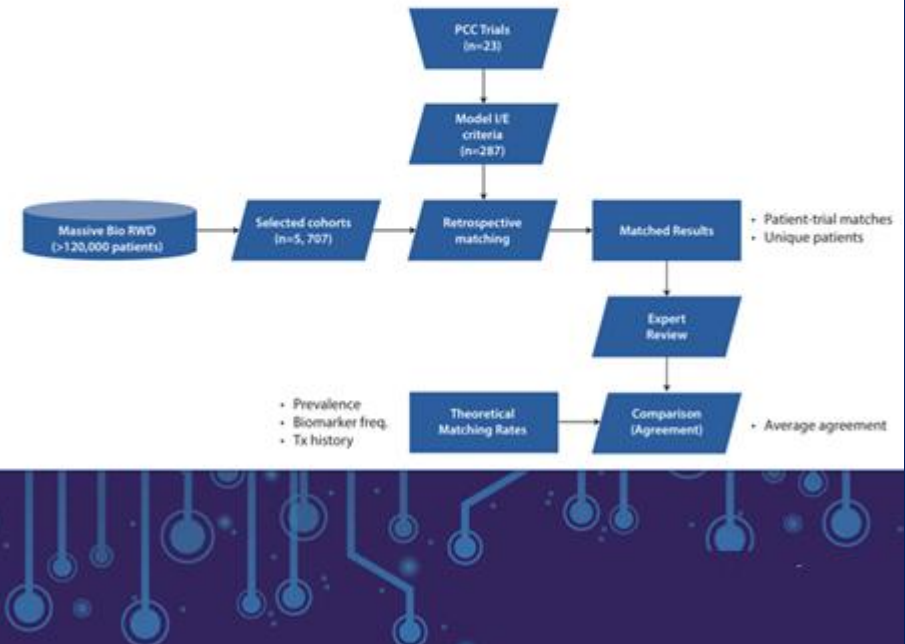 PCC Trials
(n=23)
Model I/E
criteria
(n=287)
Massive Bio RWD
(>120,000 patients)
Selected cohorts
(n=5, 707)
Retrospective
matching
Matched Results
• Patient-trial matches
• Unique patients
Expert
Review
• Prevalence
• Biomarker freq.
• Tx history
Theoretical
Matching Rates
Comparison
(Agreement)
• Average agreement